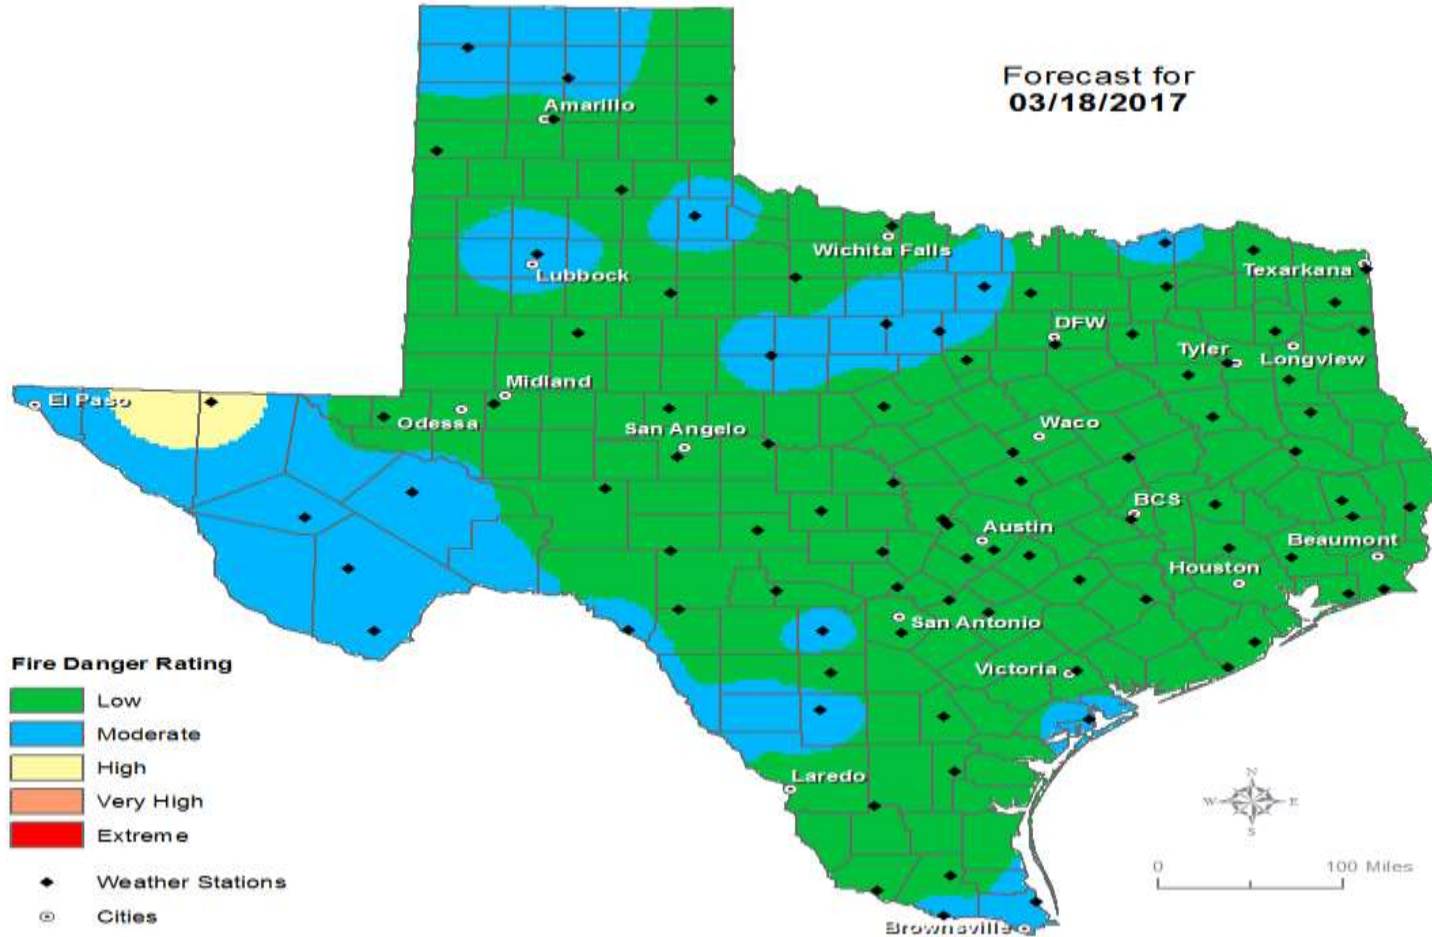 Forecast for
03/18/2017
Amarillo
Wichita Falls
Lubbock
Texarkana
DFW
Tyler
Longview
Midland
El Paso
Odessa
San Angelo
Waco
BCS
Austin
Beaumont
Houston
San Antonio
Victoria
Fire Danger Rating
Low
Moderate
High
Very High
Extreme
Weather Stations
Cities
Laredo
Brownsville
N
W
E
S
0 100 Miles